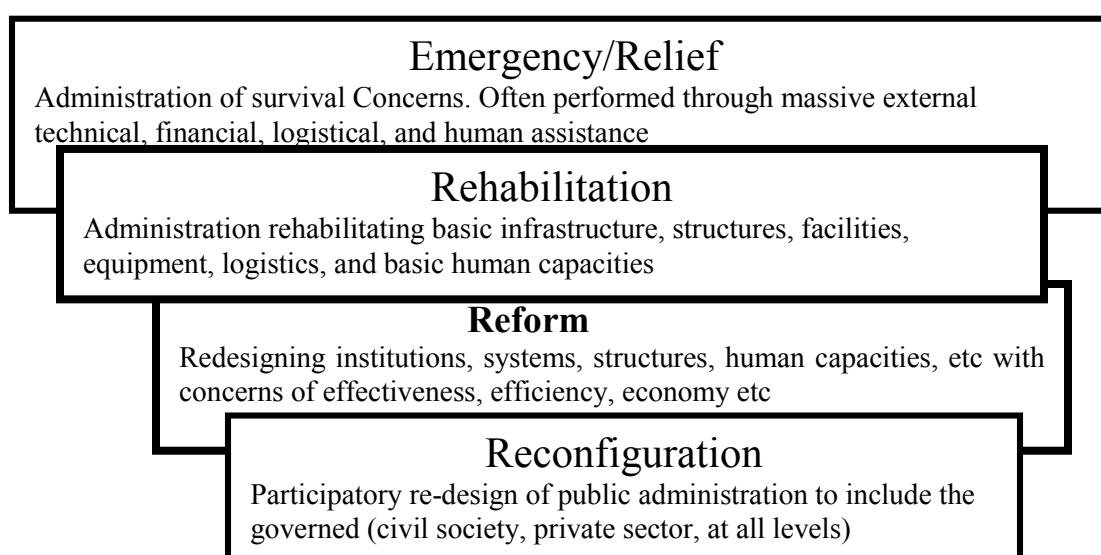 Emergency/Relief
Administration of survival Concerns. Often performed through massive external
technical, financial, logistical, and human assistance
Rehabilitation
Administration rehabilitating basic infrastructure, structures, facilities,
equipment, logistics, and basic human capacities
Reform
Redesigning institutions, systems, structures, human capacities, etc with
concerns of effectiveness, efficiency, economy etc
Reconfiguration
Participatory re-design of public administration to include the
governed (civil society, private sector, at all levels)